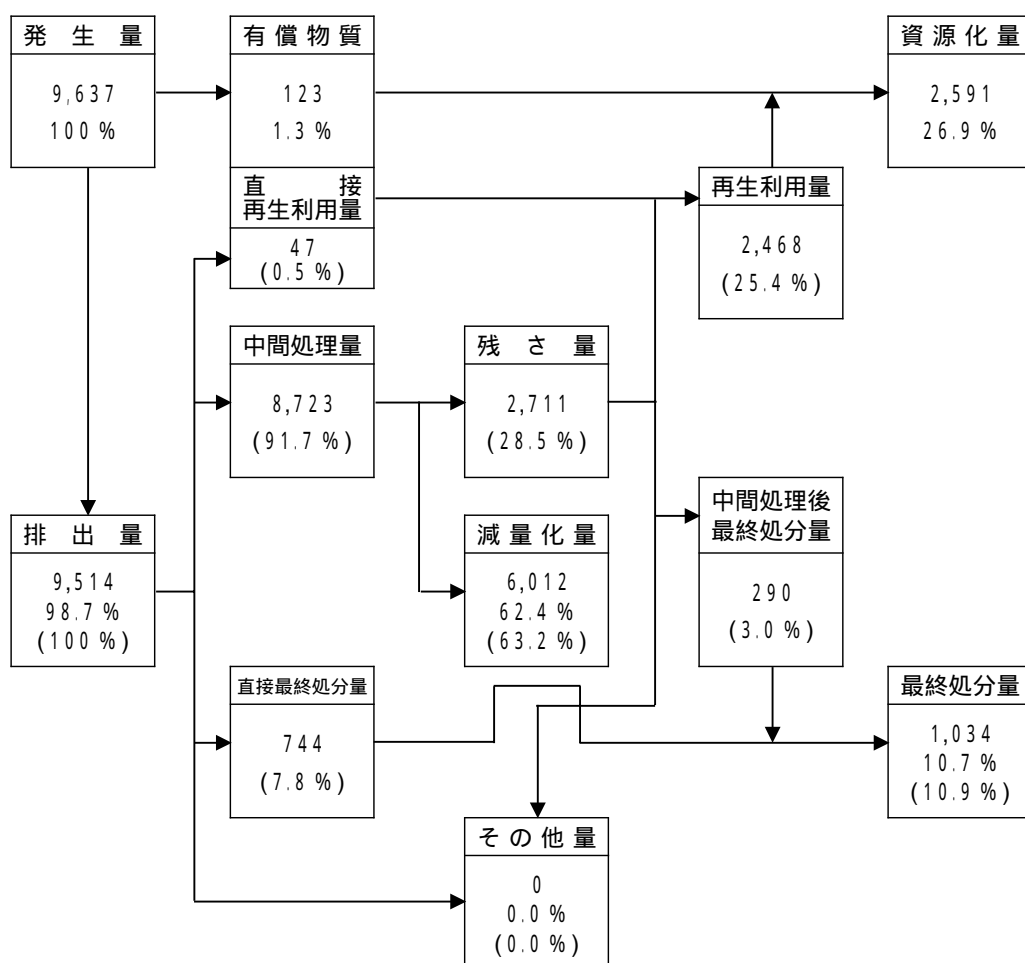 発生量
9,637
100%
有償物質
123
1.3%
資源化量
2,591
26.9%
直接
再生利用量
47
(0.5%)
再生利用量
2,468
(25.4%)
中間処理量
8,723
(91.7%)
残さ量
2,711
(28.5%)
中間処理後
最終処分量
290
(3.0%)
排出量
9,514
98.7%
(100%)
減量化量
6,012
62.4%
(63.2%)
直接最終処分量
744
(7.8%)
最終処分量
1,034
10.7%
(10.9%)
その他量
0
0.0%
(0.0%)